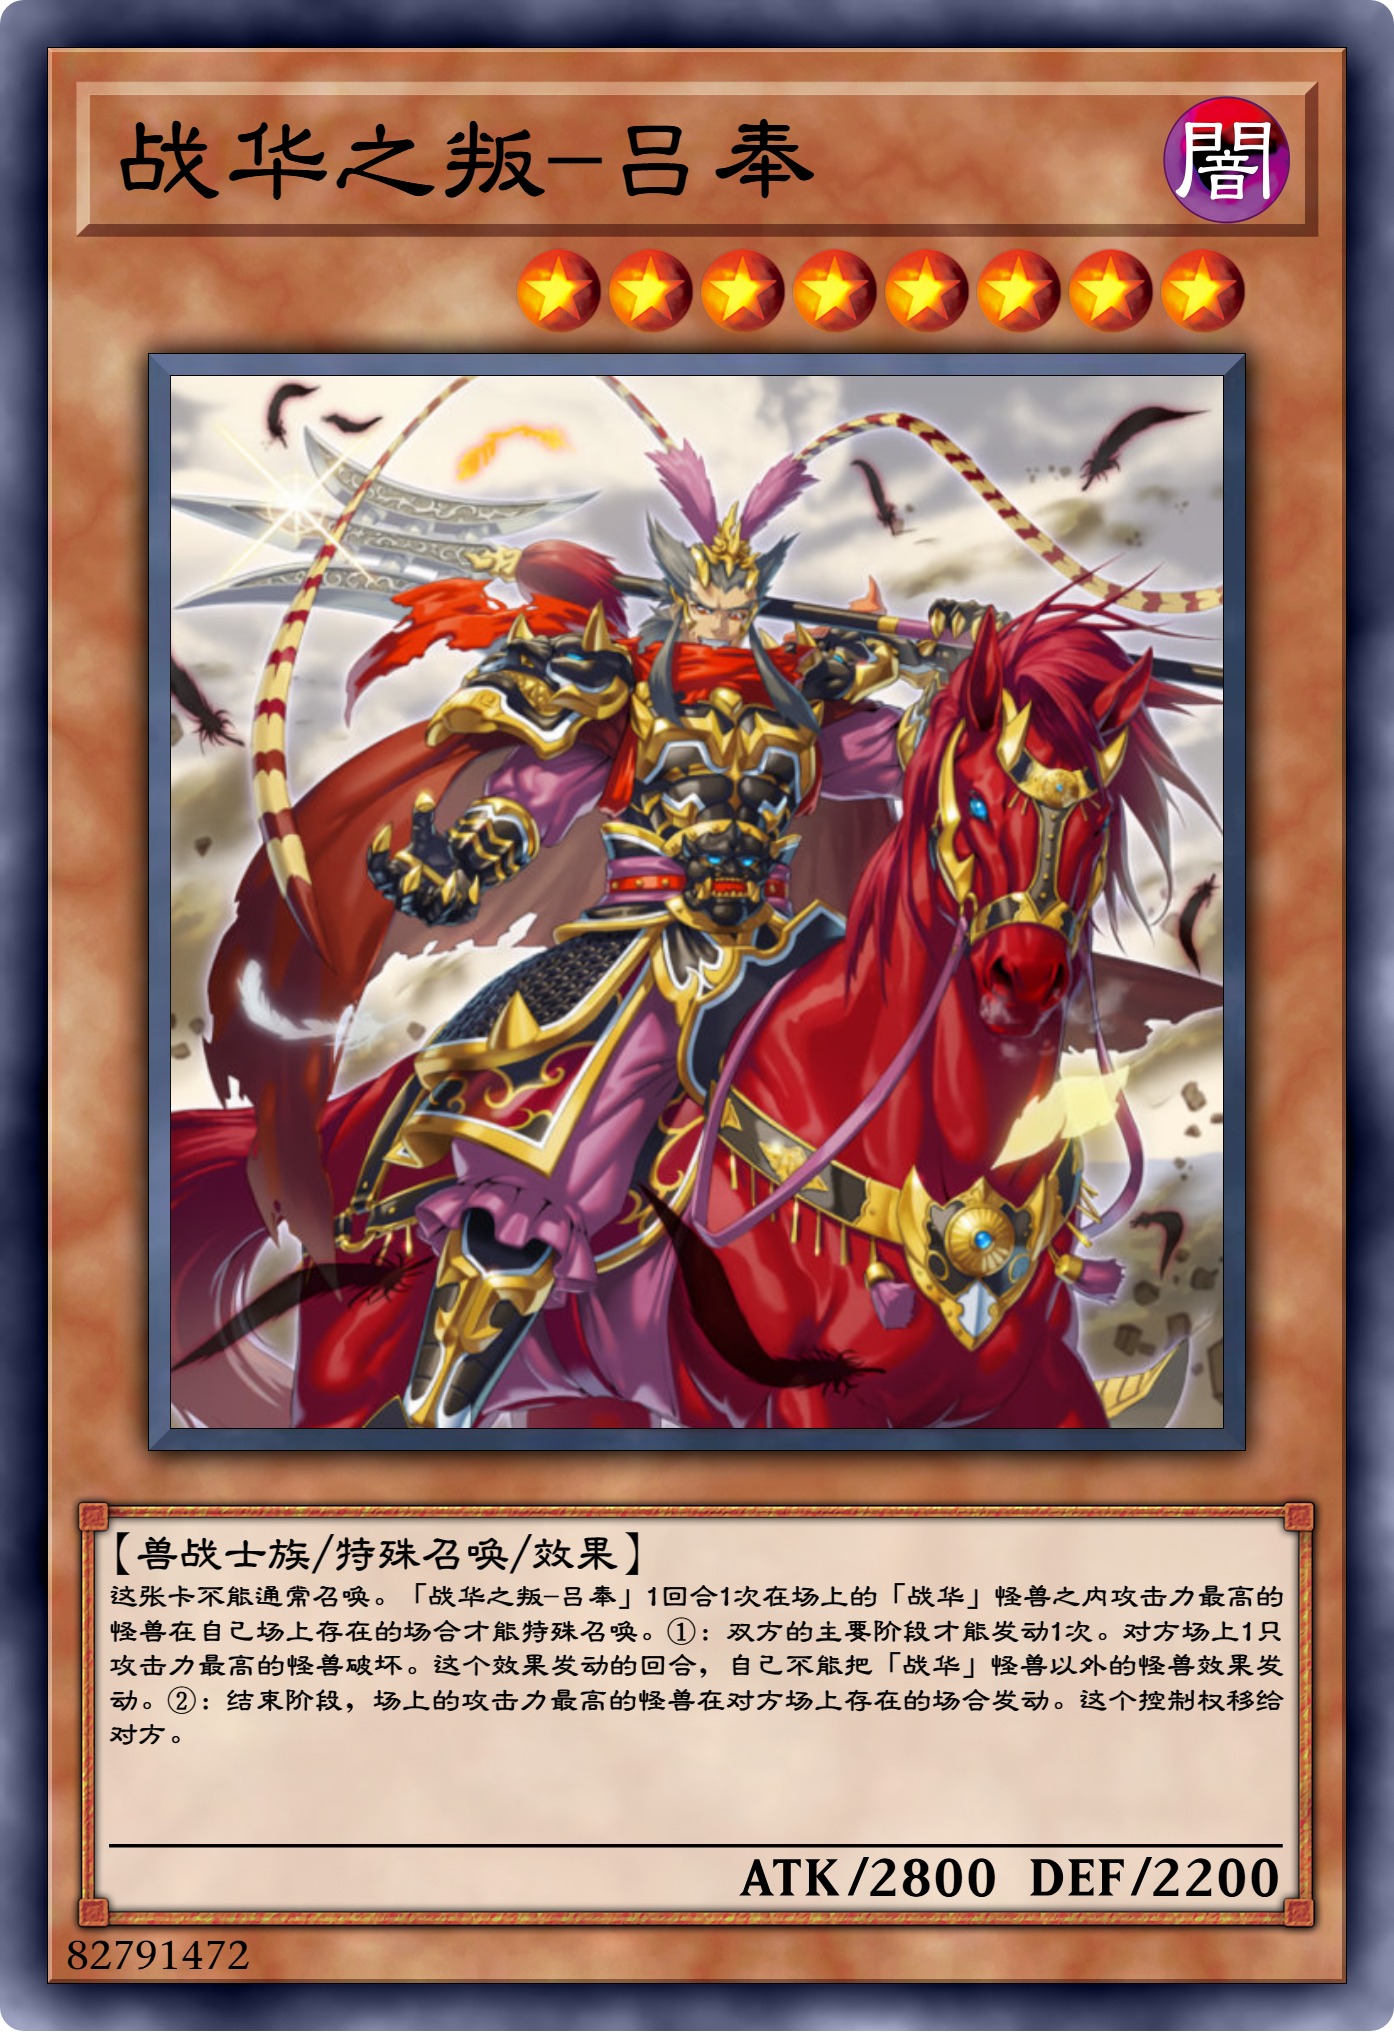 战华之叛-吕奉
闇
【兽战士族/特殊召唤/效果】
这张卡不能通常召唤。「战华之叛-吕奉」1回合1次在场上的「战华」怪兽之内攻击力最高的
怪兽在自己场上存在的场合才能特殊召唤。①：双方的主要阶段才能发动1次。对方场上1只
攻击力最高的怪兽破坏。这个效果发动的回合，自己不能把「战华」怪兽以外的怪兽效果发
动。②：结束阶段，场上的攻击力最高的怪兽在对方场上存在的场合发动。这个控制权移给
对方。
ATK/2800 DEF/2200
82791472